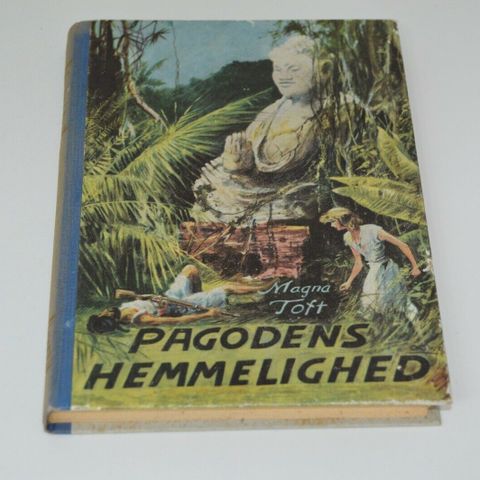 Magna
Toft
PAGODENS
HEMMELIGHED